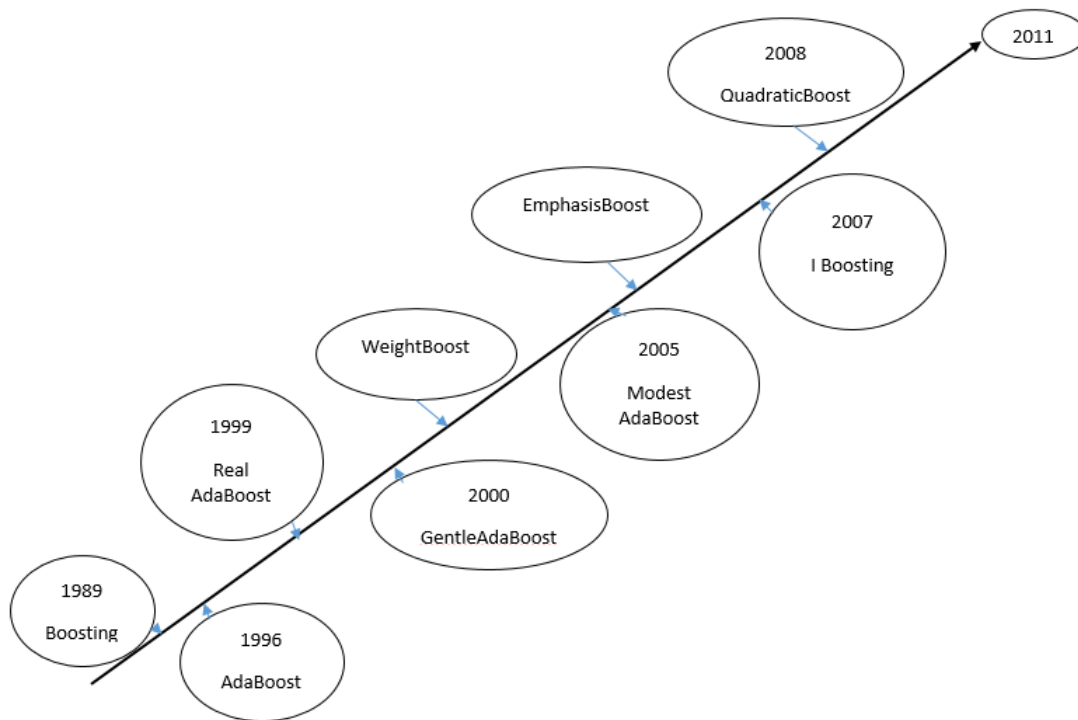 2011
2008
QuadraticBoost
EmphasisBoost
2007
I Boosting
WeightBoost
2005
Modest
AdaBoost
1999
Real
AdaBoost
2000
GentleAdaBoost
1989
Boosting
1996
AdaBoost